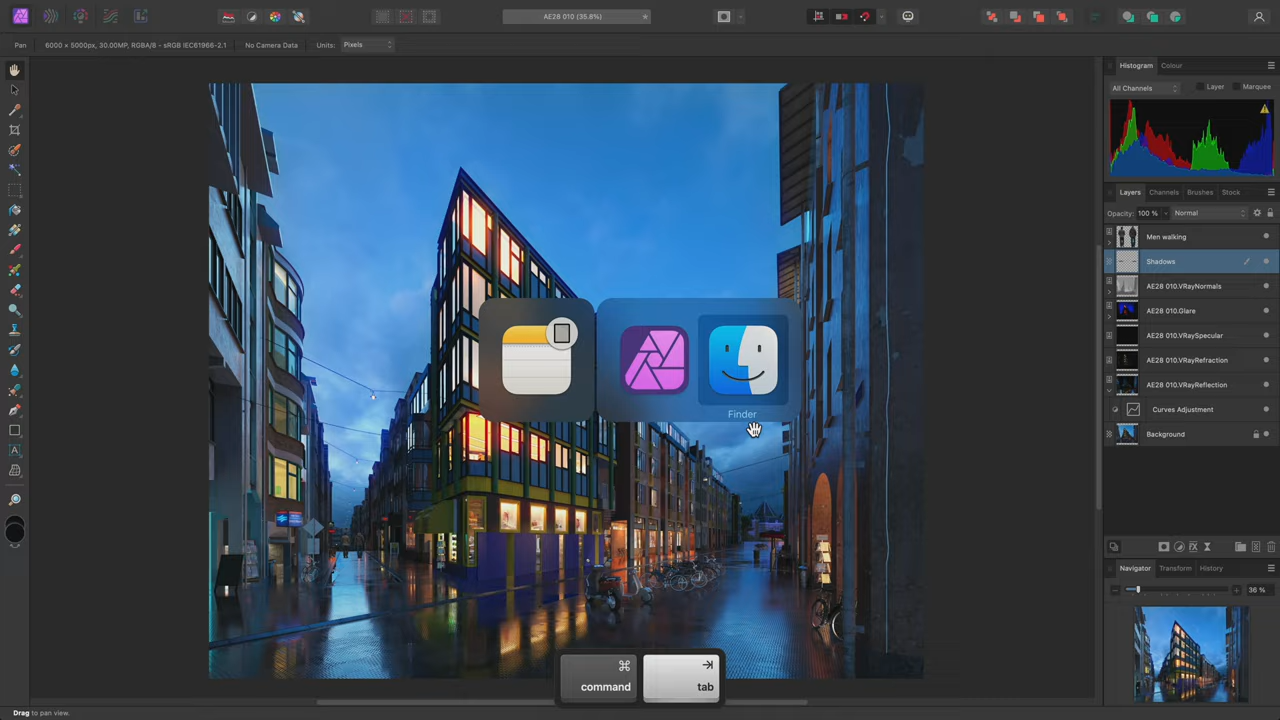 AE28 010 (35.8%)
Pan
6000 × 5000px, 30.00MP, RGBA/8 - sRGB IEC61966-2.1
No Camera Data
Units:
Pixels
Histogram
Colour
All Channels
Layer
Marquee
Layers
Channels
Brushes
Stock
Opacity:
100 %
Normal
Men walking
Shadows
AE28 010.VRayNormals
AE28 010.Glare
AE28 010.VRaySpecular
AE28 010.VRayRefraction
AE28 010.VRayReflection
Curves Adjustment
Background
Finder
Navigator
Transform
History
36 %
command
tab
Drag to pan view.